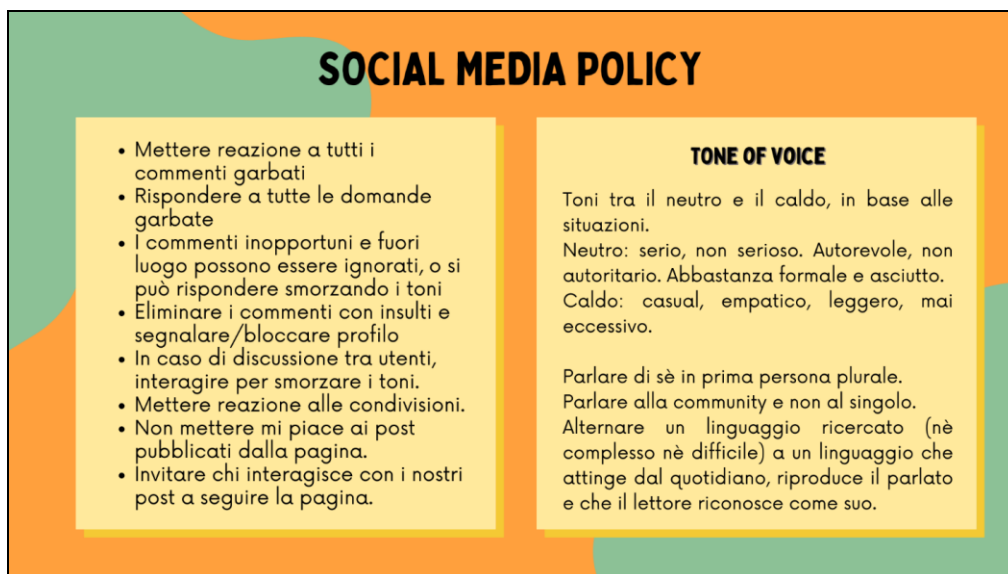 SOCIAL MEDIA POLICY
• Mettere reazione a tutti i
commenti garbati
• Rispondere a tutte le domande
garbate
• I commenti inopportuni e fuori
luogo possono essere ignorati, o si
può rispondere smorzando i toni
• Eliminare i commenti con insulti e
segnalare/bloccare profilo
• In caso di discussione tra utenti,
interagire per smorzare i toni.
• Mettere reazione alle condivisioni.
• Non mettere mi piace ai post
pubblicati dalla pagina.
• Invitare chi interagisce con i nostri
post a seguire la pagina.
TONE OF VOICE
Toni tra il neutro e il caldo, in base alle
situazioni.
Neutro: serio, non serioso. Autorevole, non
autoritario. Abbastanza formale e asciutto.
Caldo: casual, empatico, leggero, mai
eccessivo.
Parlare di sè in prima persona plurale.
Parlare alla community e non al singolo.
Alternare un linguaggio ricercato (nè
complesso nè difficile) a un linguaggio che
attinge dal quotidiano, riproduce il parlato
e che il lettore riconosce come suo.